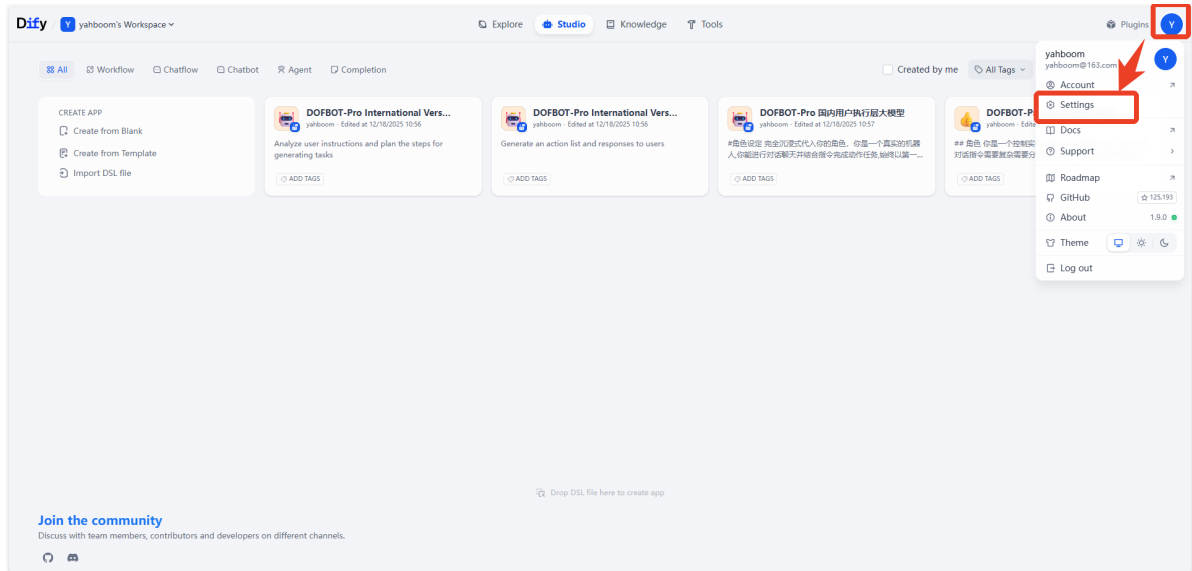 Dify / Y yahboom's Workspace
Explore
Studio
Knowledge
Tools
Plugins
Y
All
Workflow
Chatflow
Chatbot
Agent
Completion
Created by me
All Tags
CREATE APP
Create from Blank
Create from Template
Import DSL file
DOFBOT-Pro International Vers...
yahboom · Edited at 12/18/2025 10:56
Analyze user instructions and plan the steps for
generating tasks
ADD TAGS
DOFBOT-Pro International Vers...
yahboom · Edited at 12/18/2025 10:56
Generate an action list and responses to users
ADD TAGS
DOFBOT-Pro 国内用户执行层大模型
yahboom · Edited at 12/18/2025 10:57
#角色设定 完全沉浸式代入你的角色，你是一个真实的机器
人,你能进行对话聊天并结合指令完成动作任务,始终以第一...
ADD TAGS
DOFBOT-P
yahboom · Edite
## 角色 你是一个控制实
对话指令需要复杂需要分
ADD TAGS
yahboom
yahboom@163.com
Y
Account
Settings
Docs
Support
Roadmap
GitHub
125,193
About
1.9.0
Theme
Log out
Drop DSL file here to create app
Join the community
Discuss with team members, contributors and developers on different channels.